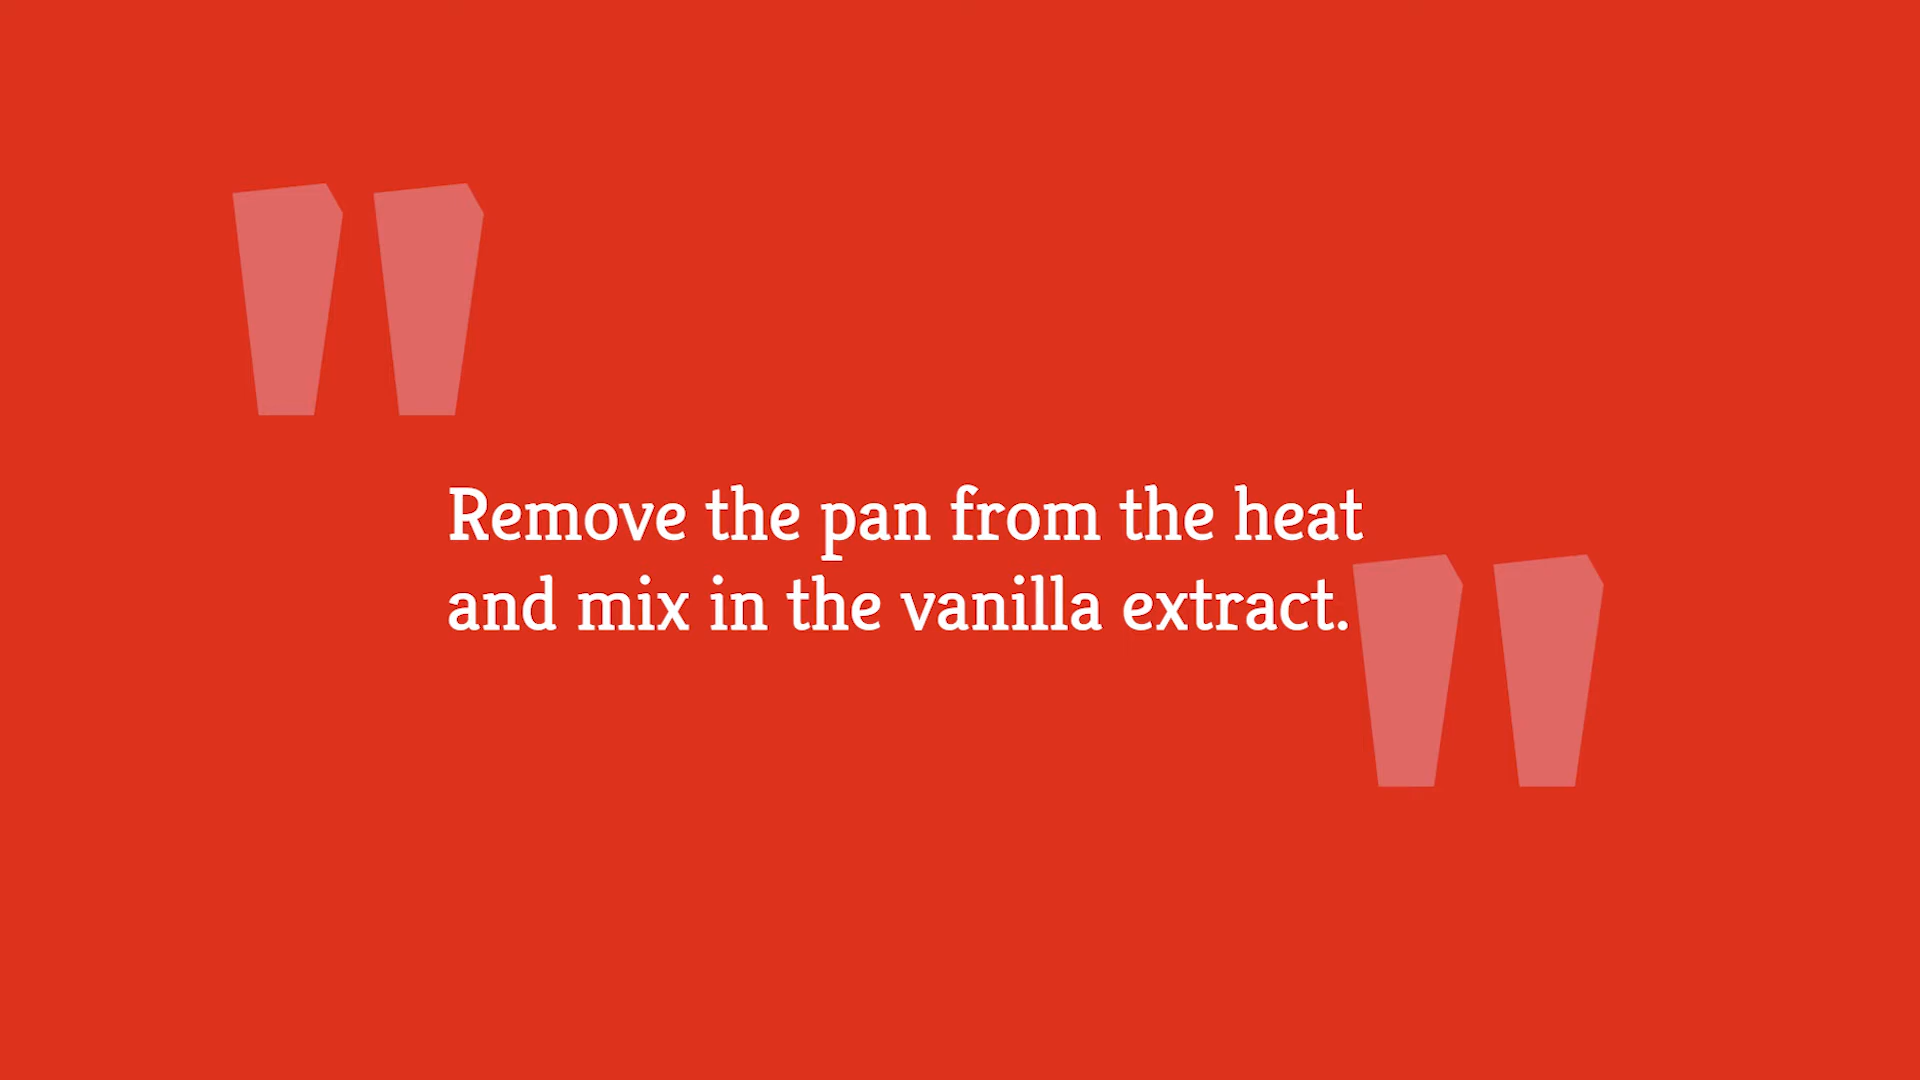 "
Remove the pan from the heat
and mix in the vanilla extract.
"